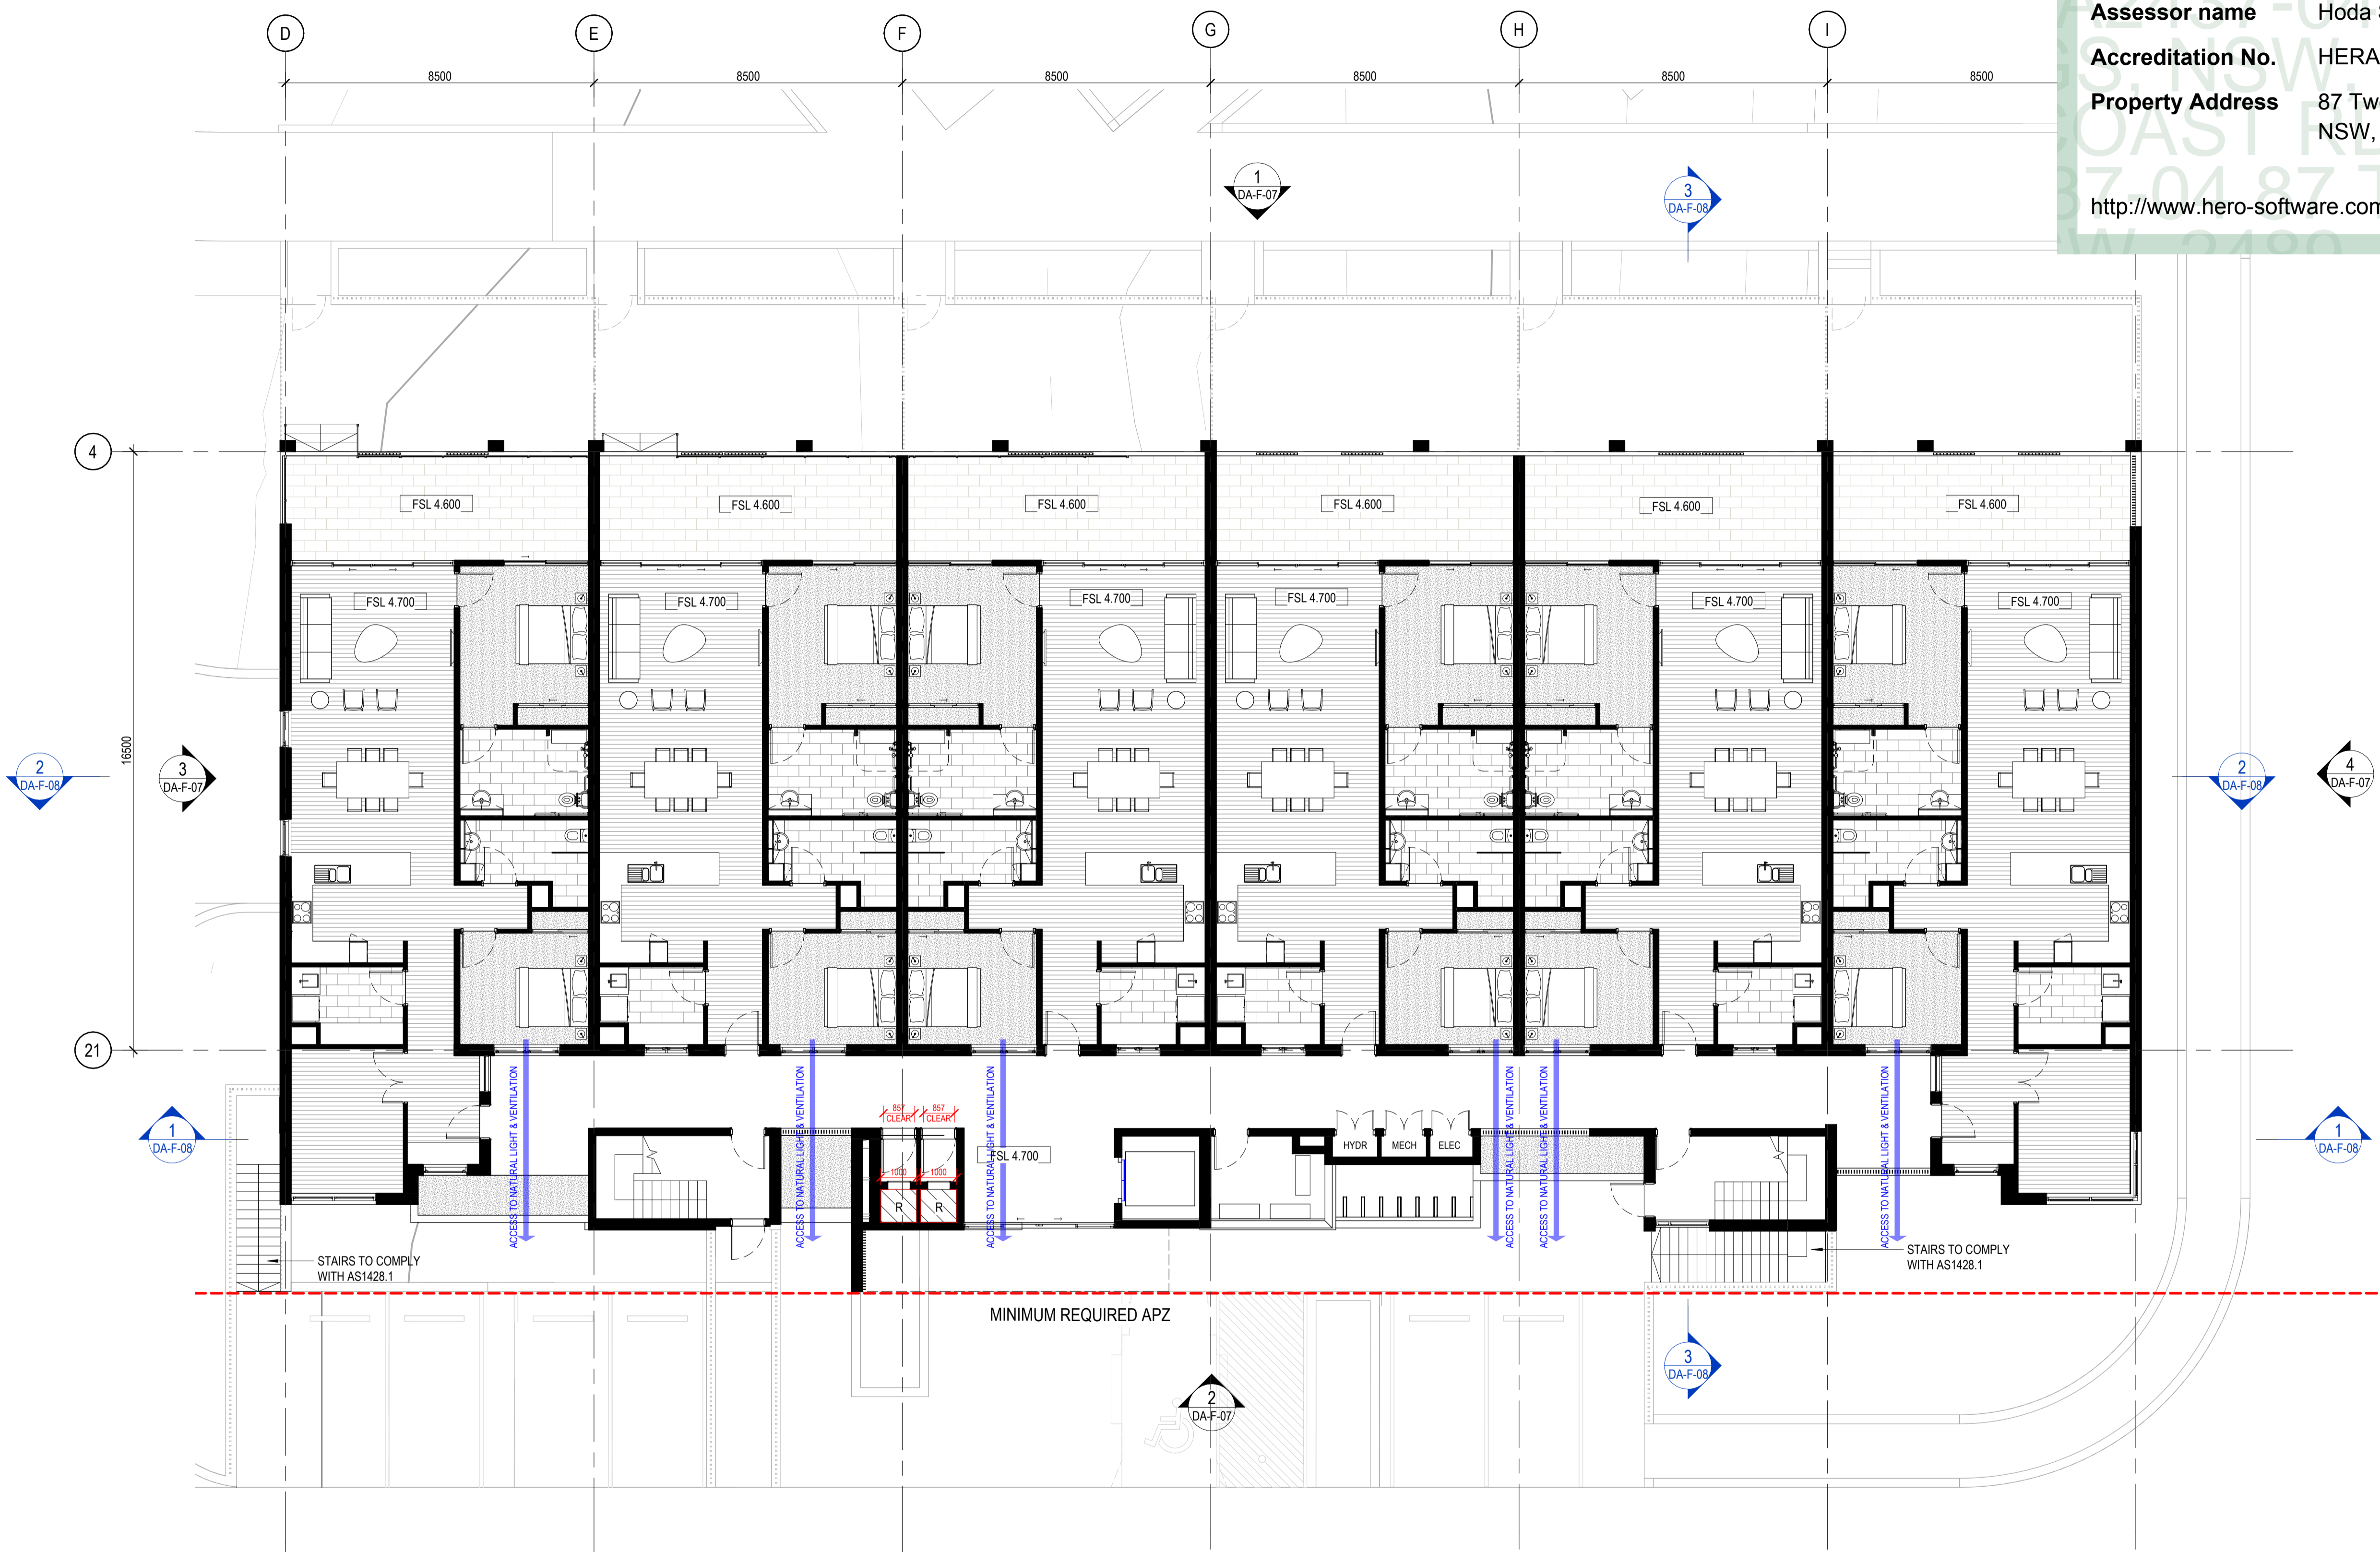 D
E
F
G
H
I
8500
8500
8500
8500
8500
8500
Assessor name Hoda
Accreditation No. HERA
Property Address 87 Tw
NSW,
http://www.hero-software.com
1
DA-F-07
3
DA-F-08
4
FSL 4.600
FSL 4.600
FSL 4.600
FSL 4.600
FSL 4.600
FSL 4.600
FSL 4.700
FSL 4.700
FSL 4.700
FSL 4.700
FSL 4.700
FSL 4.700
16500
2
DA-F-08
3
DA-F-07
2
DA-F-08
4
DA-F-07
21
1
DA-F-08
ACCESS TO NATURAL LIGHT & VENTILATION
ACCESS TO NATURAL LIGHT & VENTILATION
ACCESS TO NATURAL LIGHT & VENTILATION
ACCESS TO NATURAL LIGHT & VENTILATION
ACCESS TO NATURAL LIGHT & VENTILATION
ACCESS TO NATURAL LIGHT & VENTILATION
857
CLEAR
857
CLEAR
1000
1000
R
R
FSL 4.700
HYDR
MECH
ELEC
1
DA-F-08
STAIRS TO COMPLY
WITH AS1428.1
STAIRS TO COMPLY
WITH AS1428.1
MINIMUM REQUIRED APZ
3
DA-F-08
2
DA-F-07